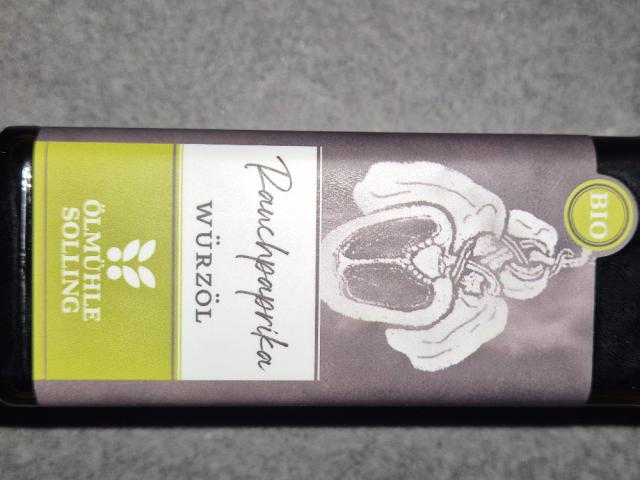 BIO
Rauchpaprika
WÜRZÖL
ÖLMÜHLE
SOLLING